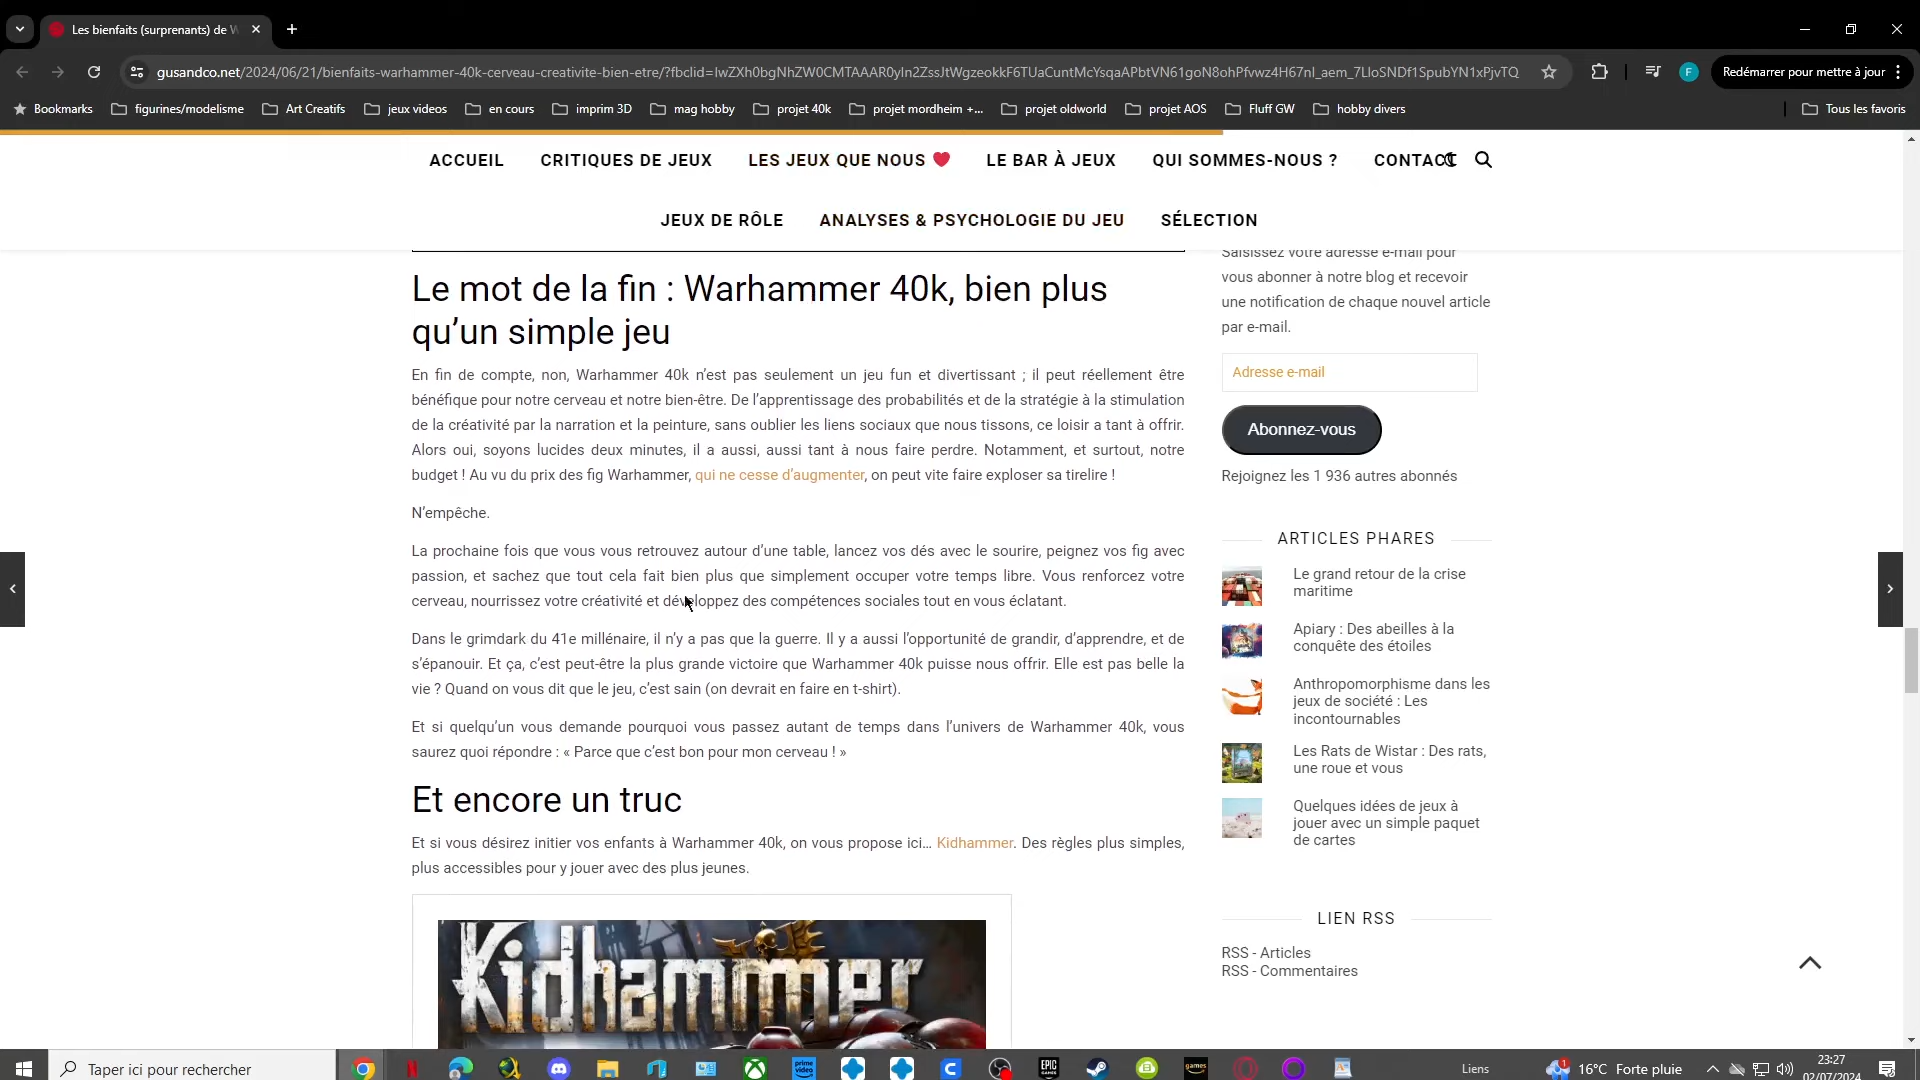 Les bienfaits (surprenants) de W
gusandco.net/2024/06/21/bienfaits-warhammer-40k-cerveau-creativite-bien-etre/?fbclid=IwZXh0bgNhZW0CMTAAAR0yIn2ZssJtWgzeokkF6TUaCuntMcYsqaAPbtVN61goN8ohPfvwz4H67nI_aem_7LIoSNDf1SpubYN1xPjvTQ
F
Redémarrer pour mettre à jour
Bookmarks
figurines/modelisme
Art Creatifs
jeux videos
en cours
imprim 3D
mag hobby
projet 40k
projet mordheim +...
projet oldworld
projet AOS
Fluff GW
hobby divers
Tous les favoris
ACCUEIL
CRITIQUES DE JEUX
LES JEUX QUE NOUS ❤
LE BAR À JEUX
QUI SOMMES-NOUS ?
CONTACT
JEUX DE RÔLE
ANALYSES & PSYCHOLOGIE DU JEU
SÉLECTION
Le mot de la fin : Warhammer 40k, bien plus
qu’un simple jeu
En fin de compte, non, Warhammer 40k n’est pas seulement un jeu fun et divertissant ; il peut réellement être
bénéfique pour notre cerveau et notre bien-être. De l’apprentissage des probabilités et de la stratégie à la stimulation
de la créativité par la narration et la peinture, sans oublier les liens sociaux que nous tissons, ce loisir a tant à offrir.
Alors oui, soyons lucides deux minutes, il a aussi, aussi tant à nous faire perdre. Notamment, et surtout, notre
budget ! Au vu du prix des fig Warhammer, qui ne cesse d’augmenter, on peut vite faire exploser sa tirelire !
N’empêche.
La prochaine fois que vous vous retrouvez autour d’une table, lancez vos dés avec le sourire, peignez vos fig avec
passion, et sachez que tout cela fait bien plus que simplement occuper votre temps libre. Vous renforcez votre
cerveau, nourrissez votre créativité et développez des compétences sociales tout en vous éclatant.
Dans le grimdark du 41e millénaire, il n’y a pas que la guerre. Il y a aussi l’opportunité de grandir, d’apprendre, et de
s’épanouir. Et ça, c’est peut-être la plus grande victoire que Warhammer 40k puisse nous offrir. Elle est pas belle la
vie ? Quand on vous dit que le jeu, c’est sain (on devrait en faire en t-shirt).
Et si quelqu’un vous demande pourquoi vous passez autant de temps dans l’univers de Warhammer 40k, vous
saurez quoi répondre : « Parce que c’est bon pour mon cerveau ! »
Et encore un truc
Et si vous désirez initier vos enfants à Warhammer 40k, on vous propose ici… Kidhammer. Des règles plus simples,
plus accessibles pour y jouer avec des plus jeunes.
Kidhammer
Saisissez votre adresse e-mail pour
vous abonner à notre blog et recevoir
une notification de chaque nouvel article
par e-mail.
Adresse e-mail
Abonnez-vous
Rejoignez les 1 936 autres abonnés
ARTICLES PHARES
Le grand retour de la crise
maritime
Apiary : Des abeilles à la
conquête des étoiles
Anthropomorphisme dans les
jeux de société : Les
incontournables
Les Rats de Wistar : Des rats,
une roue et vous
Quelques idées de jeux à
jouer avec un simple paquet
de cartes
LIEN RSS
RSS - Articles
RSS - Commentaires
Taper ici pour rechercher
prime video
EPIC GAMES
games
Liens
1
16°C Forte pluie
23:27
02/07/2024